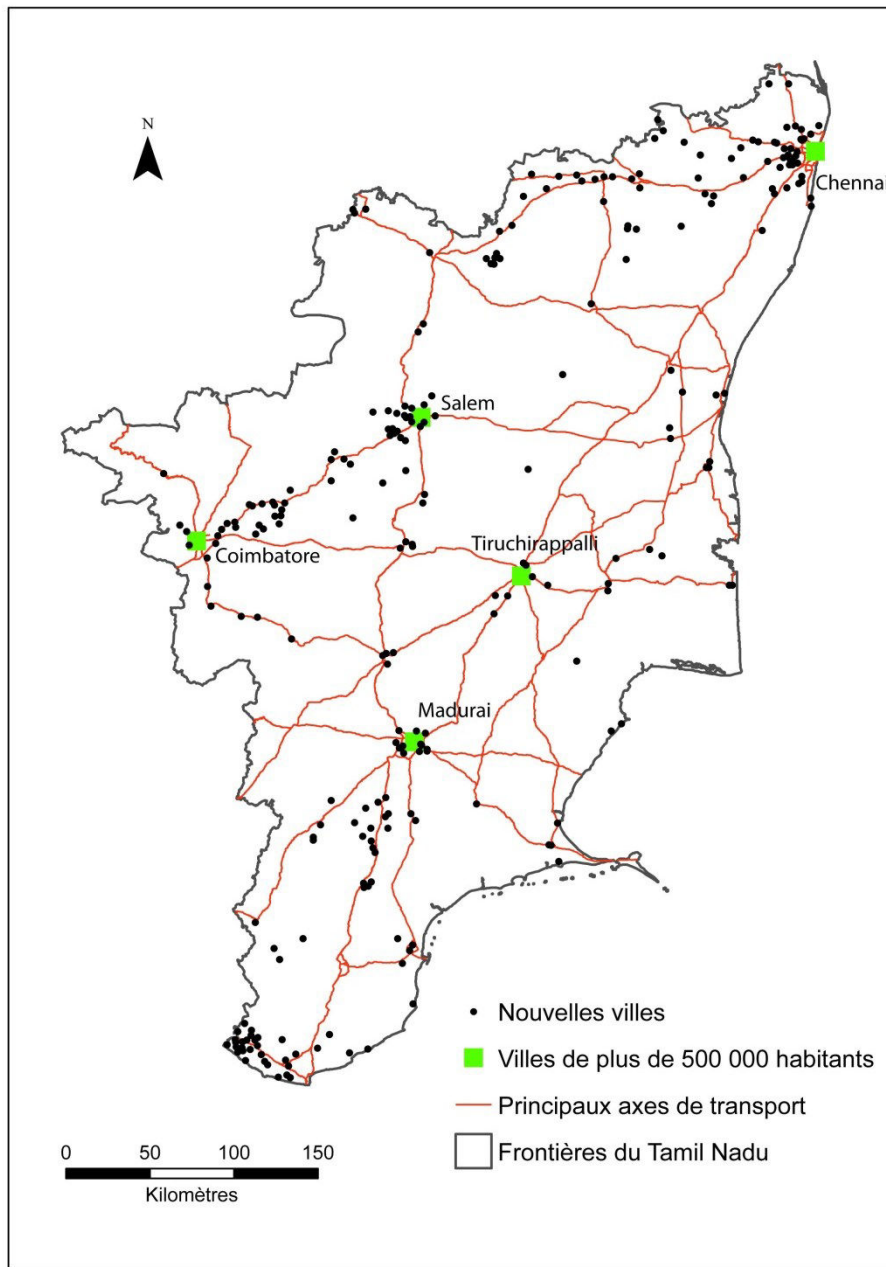 N
Chennai
Salem
Coimbatore
Tiruchirappalli
Madurai
Nouvelles villes
Villes de plus de 500 000 habitants
Principaux axes de transport
Frontières du Tamil Nadu
0 50 100 150
Kilomètres